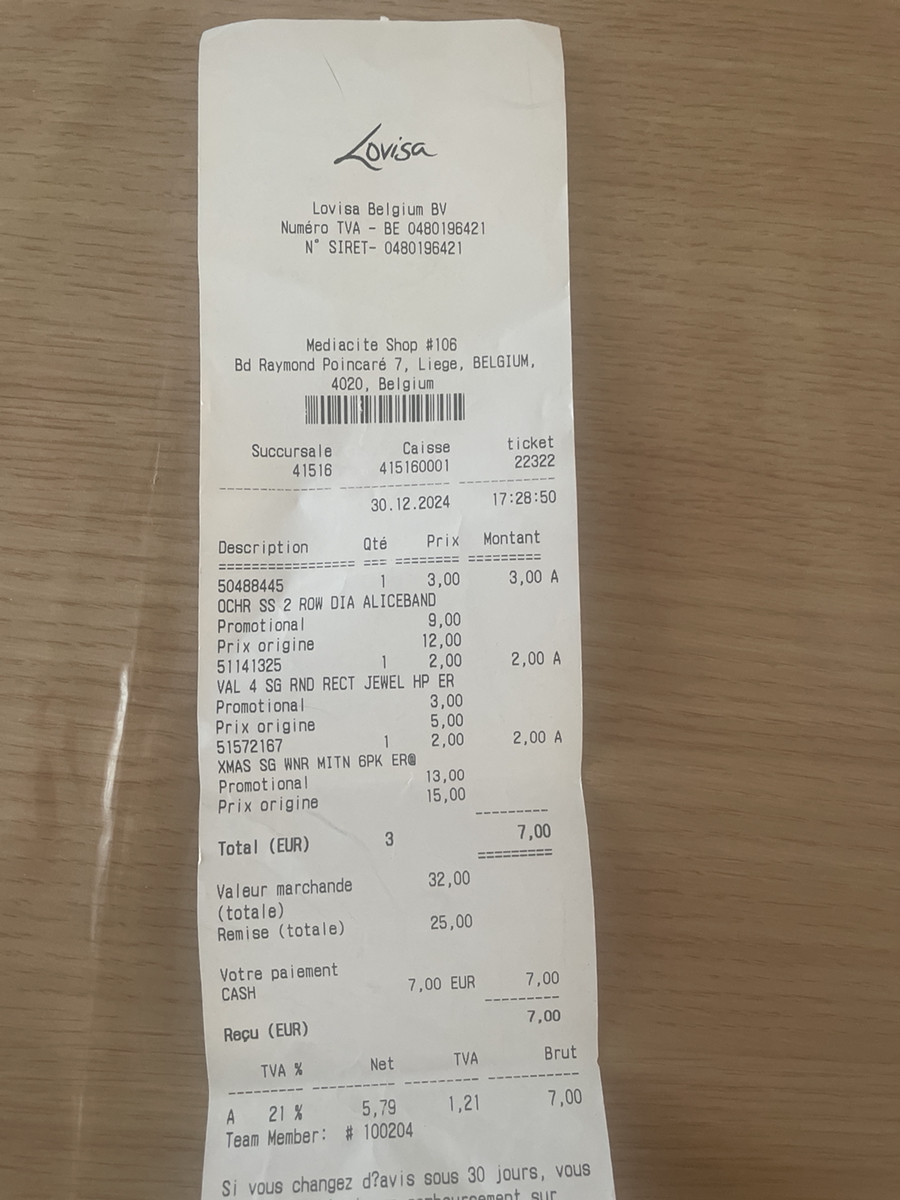 Lovisa
Lovisa Belgium BV
Numéro TVA - BE 0480196421
N° SIRET- 0480196421
Mediacite Shop #106
Bd Raymond Poincaré 7, Liege, BELGIUM,
4020, Belgium
Succursale Caisse ticket
41516 415160001 22322
30.12.2024 17:28:50
Description Qté Prix Montant
50488445 1 3,00 3,00 A
OCHR SS 2 ROW DIA ALICEBAND
Promotional 9,00
Prix origine 12,00
51141325 1 2,00 2,00 A
VAL 4 SG RND RECT JEWEL HP ER
Promotional 3,00
Prix origine 5,00
51572167 1 2,00 2,00 A
XMAS SG WNR MITN 6PK ER@
Promotional 13,00
Prix origine 15,00
Total (EUR) 3 7,00
Valeur marchande 32,00
(totale)
Remise (totale) 25,00
Votre paiement
CASH 7,00 EUR 7,00
Reçu (EUR) 7,00
TVA % Net TVA Brut
A 21 % 5,79 1,21 7,00
Team Member: # 100204
Si vous changez d?avis sous 30 jours, vous
sur